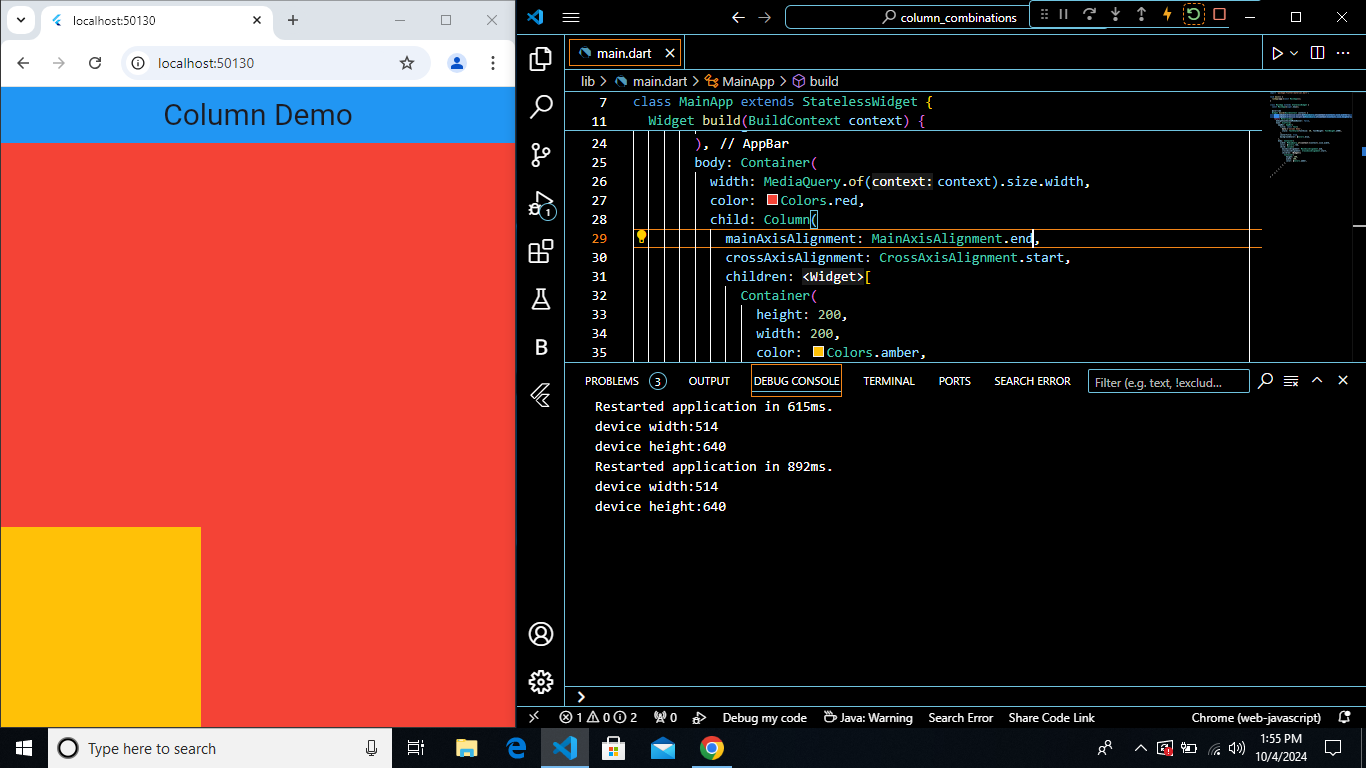 localhost:50130
localhost:50130
Column Demo
column_combinations
main.dart
lib > main.dart > MainApp > build
7 class MainApp extends StatelessWidget {
11 Widget build(BuildContext context) {
24 ), // AppBar
25 body: Container(
26 width: MediaQuery.of(context: context).size.width,
27 color: Colors.red,
28 child: Column(
29 mainAxisAlignment: MainAxisAlignment.end,
30 crossAxisAlignment: CrossAxisAlignment.start,
31 children: <Widget>[
32 Container(
33 height: 200,
34 width: 200,
35 color: Colors.amber,
PROBLEMS 3 OUTPUT DEBUG CONSOLE TERMINAL PORTS SEARCH ERROR Filter (e.g. text, !exclud...
Restarted application in 615ms.
device width:514
device height:640
Restarted application in 892ms.
device width:514
device height:640
1 0 2 0 Debug my code Java: Warning Search Error Share Code Link Chrome (web-javascript)
Type here to search
1:55 PM
10/4/2024